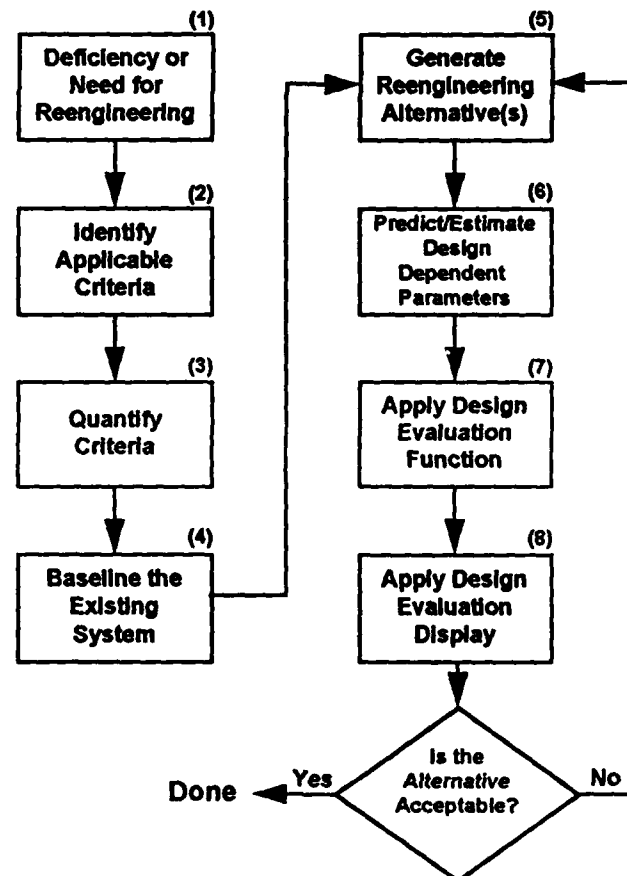 (1)
Deficiency or
Need for
Reengineering
(2)
Identify
Applicable
Criteria
(3)
Quantify
Criteria
(4)
Baseline the
Existing
System
(5)
Generate
Reengineering
Alternative(s)
(6)
Predict/Estimate
Design
Dependent
Parameters
(7)
Apply Design
Evaluation
Function
(8)
Apply Design
Evaluation
Display
Is the
Alternative
Acceptable?
Yes
Done
No